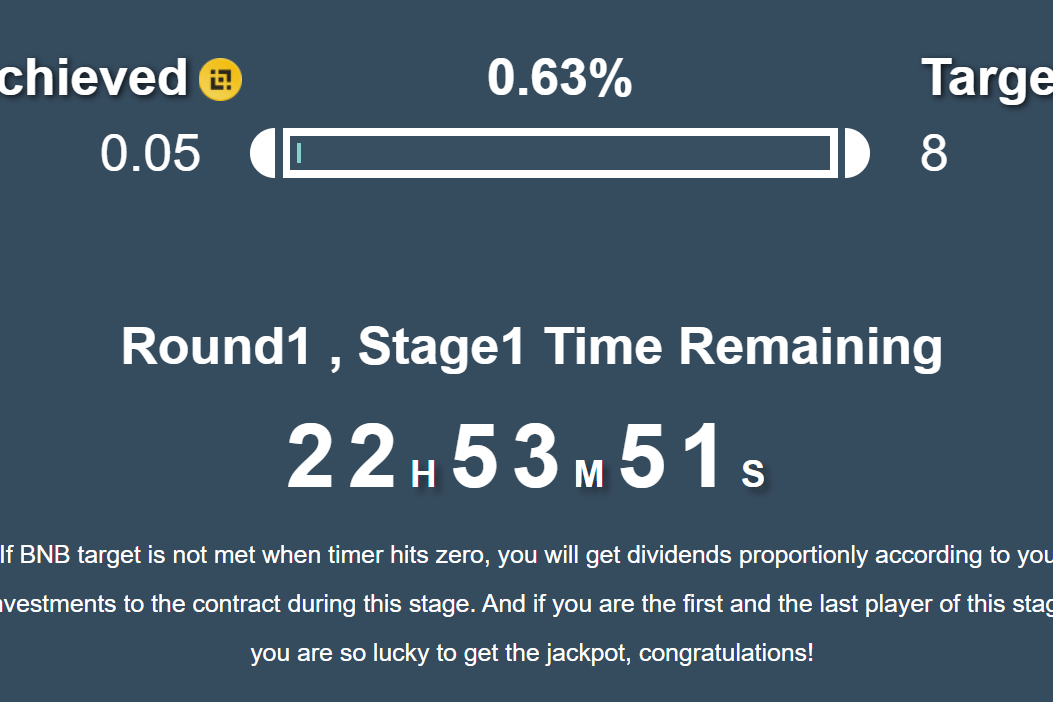 chieved 0.63% Targe
0.05 8
Round1 , Stage1 Time Remaining
22 H 53 M 51 S
If BNB target is not met when timer hits zero, you will get dividends proportionly according to you
nvestments to the contract during this stage. And if you are the first and the last player of this stag
you are so lucky to get the jackpot, congratulations!